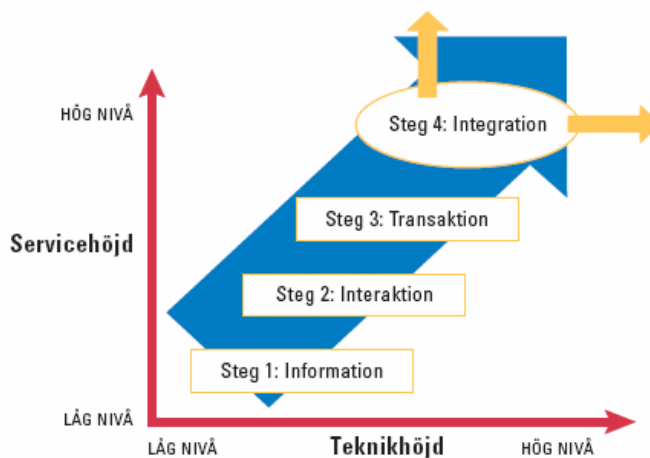 HÖG NIVÅ
Steg 4: Integration
Steg 3: Transaktion
Servicehöjd
Steg 2: Interaktion
Steg 1: Information
LÅG NIVÅ
LÅG NIVÅ
Teknikhöjd
HÖG NIVÅ